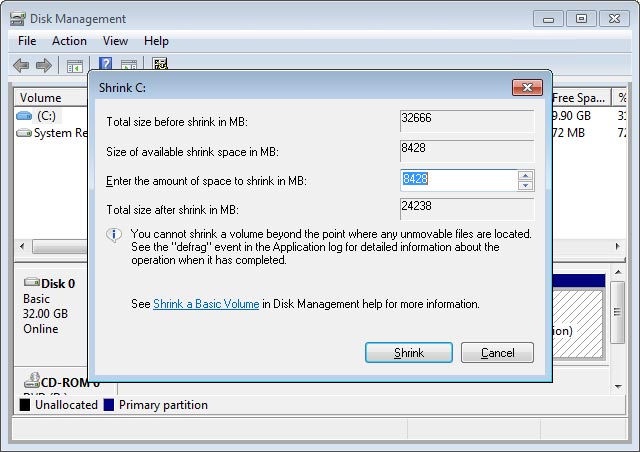 Disk Management
File Action View Help
Shrink C:
Total size before shrink in MB: 32666
Size of available shrink space in MB: 8428
Enter the amount of space to shrink in MB: 8428
Total size after shrink in MB: 24238
You cannot shrink a volume beyond the point where any unmovable files are located.
See the "defrag" event in the Application log for detailed information about the
operation when it has completed.
See Shrink a Basic Volume in Disk Management help for more information.
Shrink Cancel
Volume Free Spa... %
(C:) 9.90 GB
System Re 72 MB
Disk 0
Basic
32.00 GB
Online
ion)
CD-ROM 0
Unallocated Primary partition